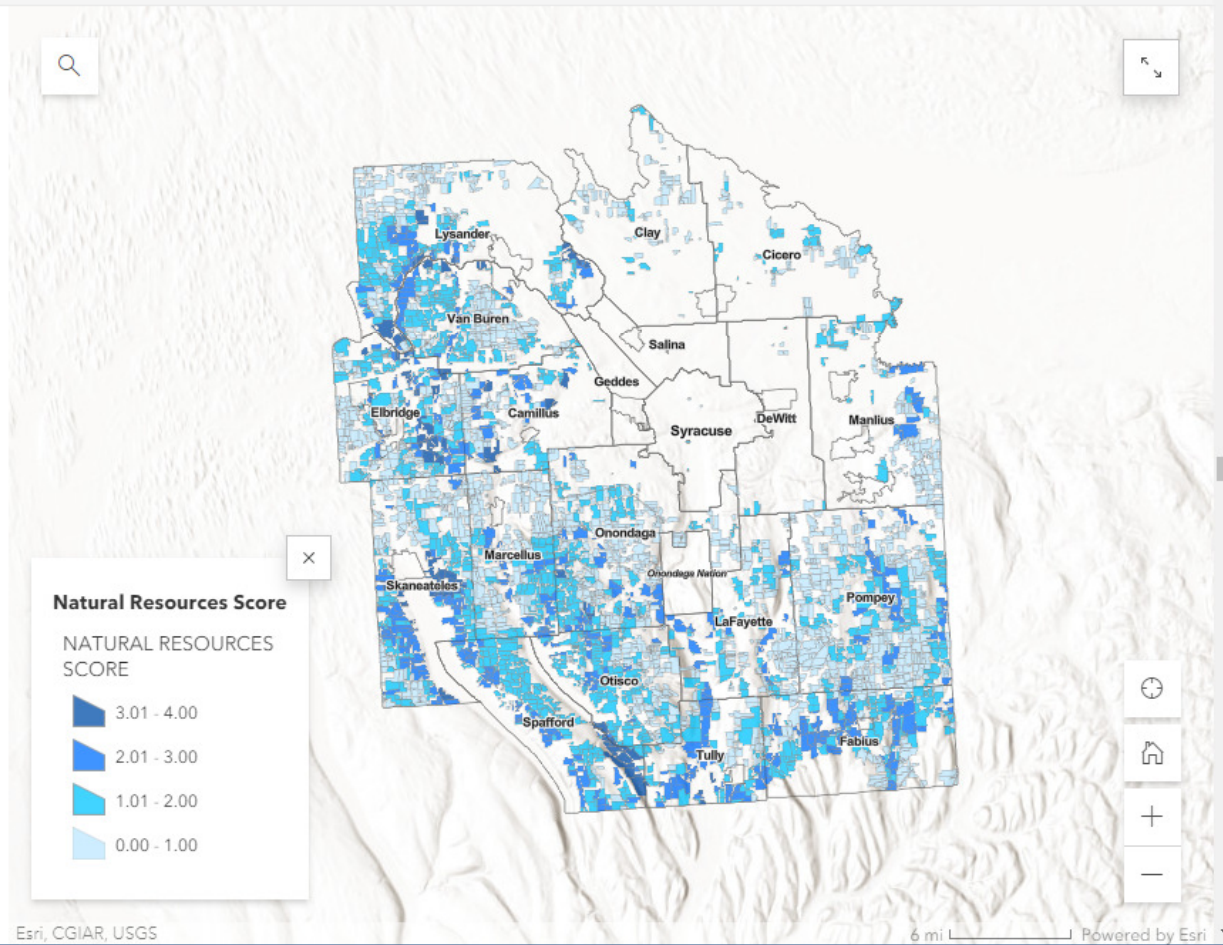 Lysander
Clay
Cicero
Van Buren
Salina
Geddes
Elbridge
Camillus
DeWitt
Manlius
Syracuse
Onondaga
Marcellus
Onondaga Nation
Skaneateles
Pompey
LaFayette
Otisco
Spafford
Fabius
Tully
Natural Resources Score
NATURAL RESOURCES
SCORE
3.01 - 4.00
2.01 - 3.00
1.01 - 2.00
0.00 - 1.00
Esri, CGIAR, USGS
6 mi
Powered by Esri